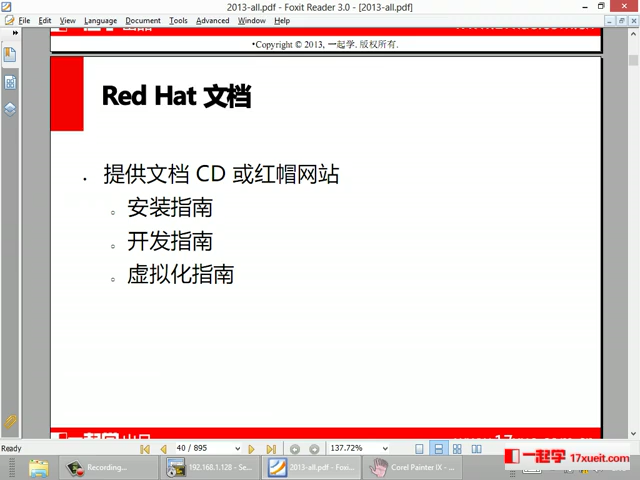 2013-all.pdf - Foxit Reader 3.0 - [2013-all.pdf]
File Edit View Language Document Tools Advanced Window Help
•Copyright © 2013, 一起学. 版权所有.
Red Hat 文档
• 提供文档 CD 或红帽网站
○ 安装指南
○ 开发指南
○ 虚拟化指南
Ready 40 / 895 137.72%
Recording... 192.168.1.128 - Se... 2013-all.pdf - Foxi... Corel Painter IX - ...
一起学 17xueit.com